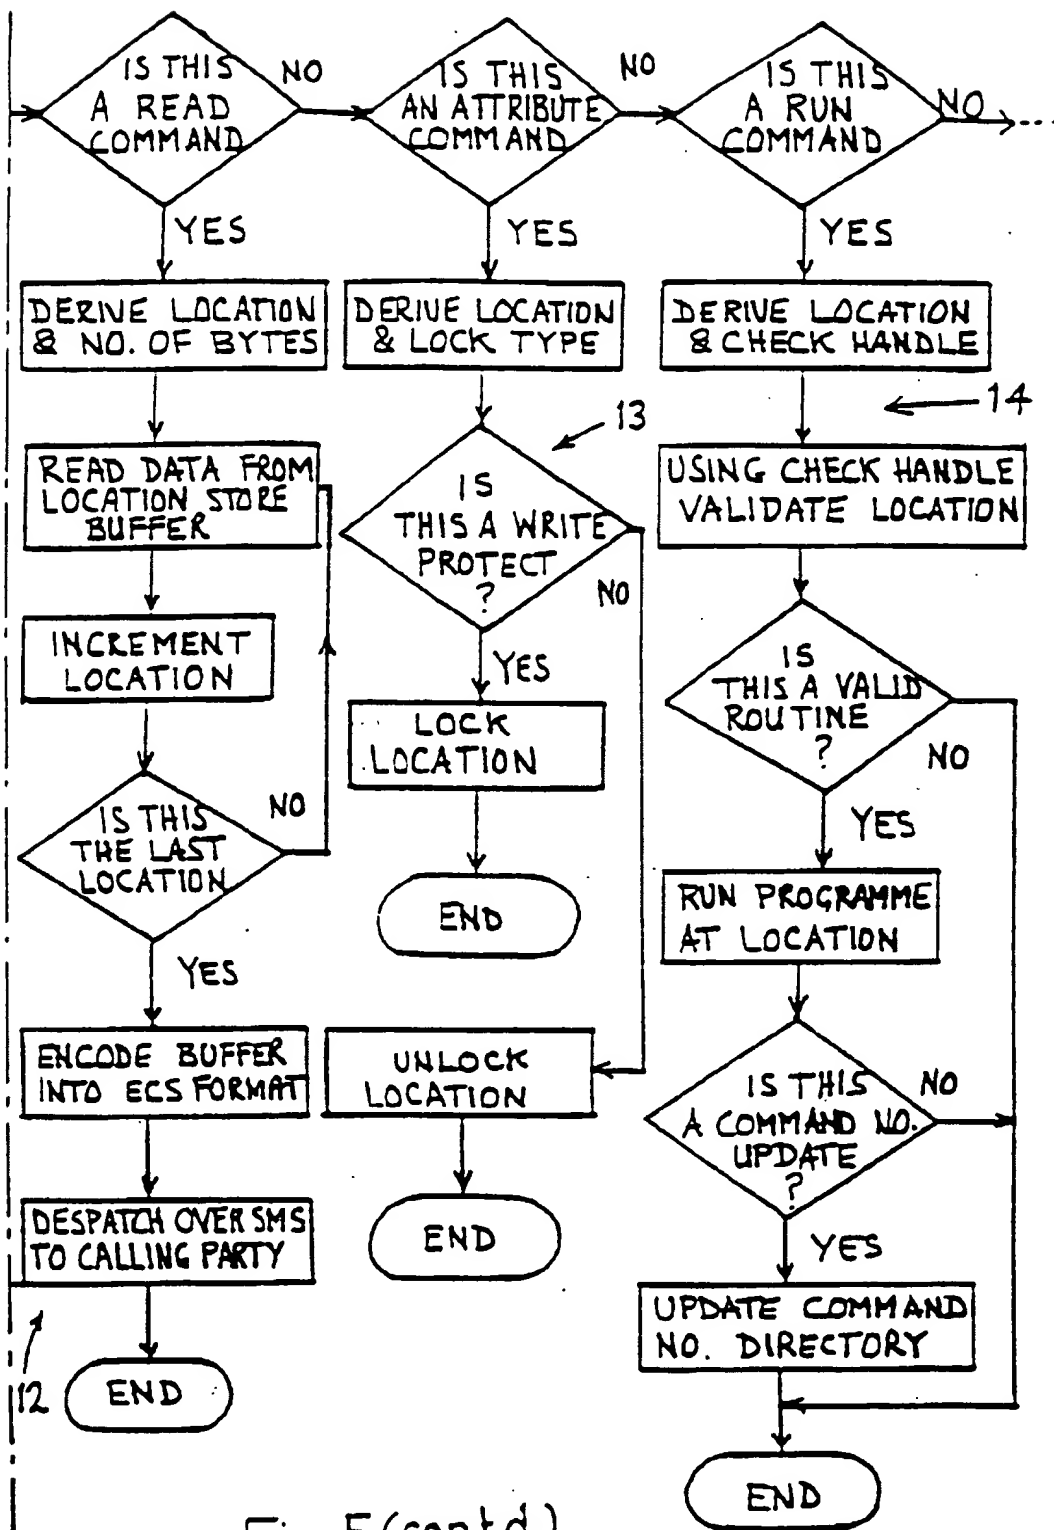 IS THIS
A READ
COMMAND
NO
YES
DERIVE LOCATION
& NO. OF BYTES
READ DATA FROM
LOCATION STORE
BUFFER
INCREMENT
LOCATION
IS THIS
THE LAST
LOCATION
NO
YES
ENCODE BUFFER
INTO ECS FORMAT
DESPATCH OVER SMS
TO CALLING PARTY
12
END
IS THIS
AN ATTRIBUTE
COMMAND
NO
YES
DERIVE LOCATION
& LOCK TYPE
13
IS
THIS A WRITE
PROTECT
?
NO
YES
LOCK
LOCATION
END
UNLOCK
LOCATION
END
IS THIS
A RUN
COMMAND
NO
YES
DERIVE LOCATION
& CHECK HANDLE
14
USING CHECK HANDLE
VALIDATE LOCATION
IS
THIS A VALID
ROUTINE
?
NO
YES
RUN PROGRAMME
AT LOCATION
IS THIS
A COMMAND NO.
UPDATE
?
NO
YES
UPDATE COMMAND
NO. DIRECTORY
END
Fig. 5 (cont'd)